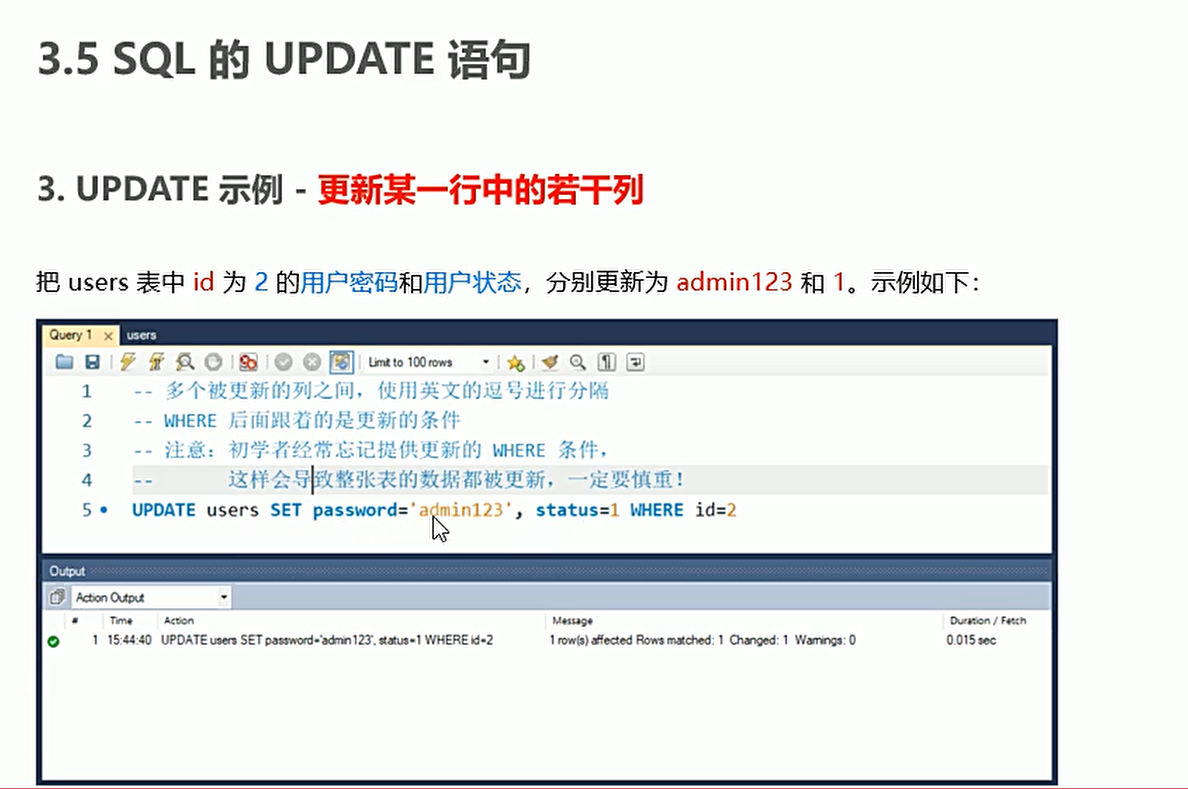 3.5 SQL 的 UPDATE 语句
3. UPDATE 示例 - 更新某一行中的若干列
把 users 表中 id 为 2 的用户密码和用户状态，分别更新为 admin123 和 1。示例如下：
Query 1 × users
Limit to 100 rows
1 -- 多个被更新的列之间，使用英文的逗号进行分隔
2 -- WHERE 后面跟着的是更新的条件
3 -- 注意：初学者经常忘记提供更新的 WHERE 条件，
4 -- 这样会导致整张表的数据都被更新，一定要慎重！
5 UPDATE users SET password='admin123', status=1 WHERE id=2
Output
Action Output
# Time Action Message Duration / Fetch
1 15:44:40 UPDATE users SET password='admin123', status=1 WHERE id=2 1 row(s) affected Rows matched: 1 Changed: 1 Warnings: 0 0.015 sec